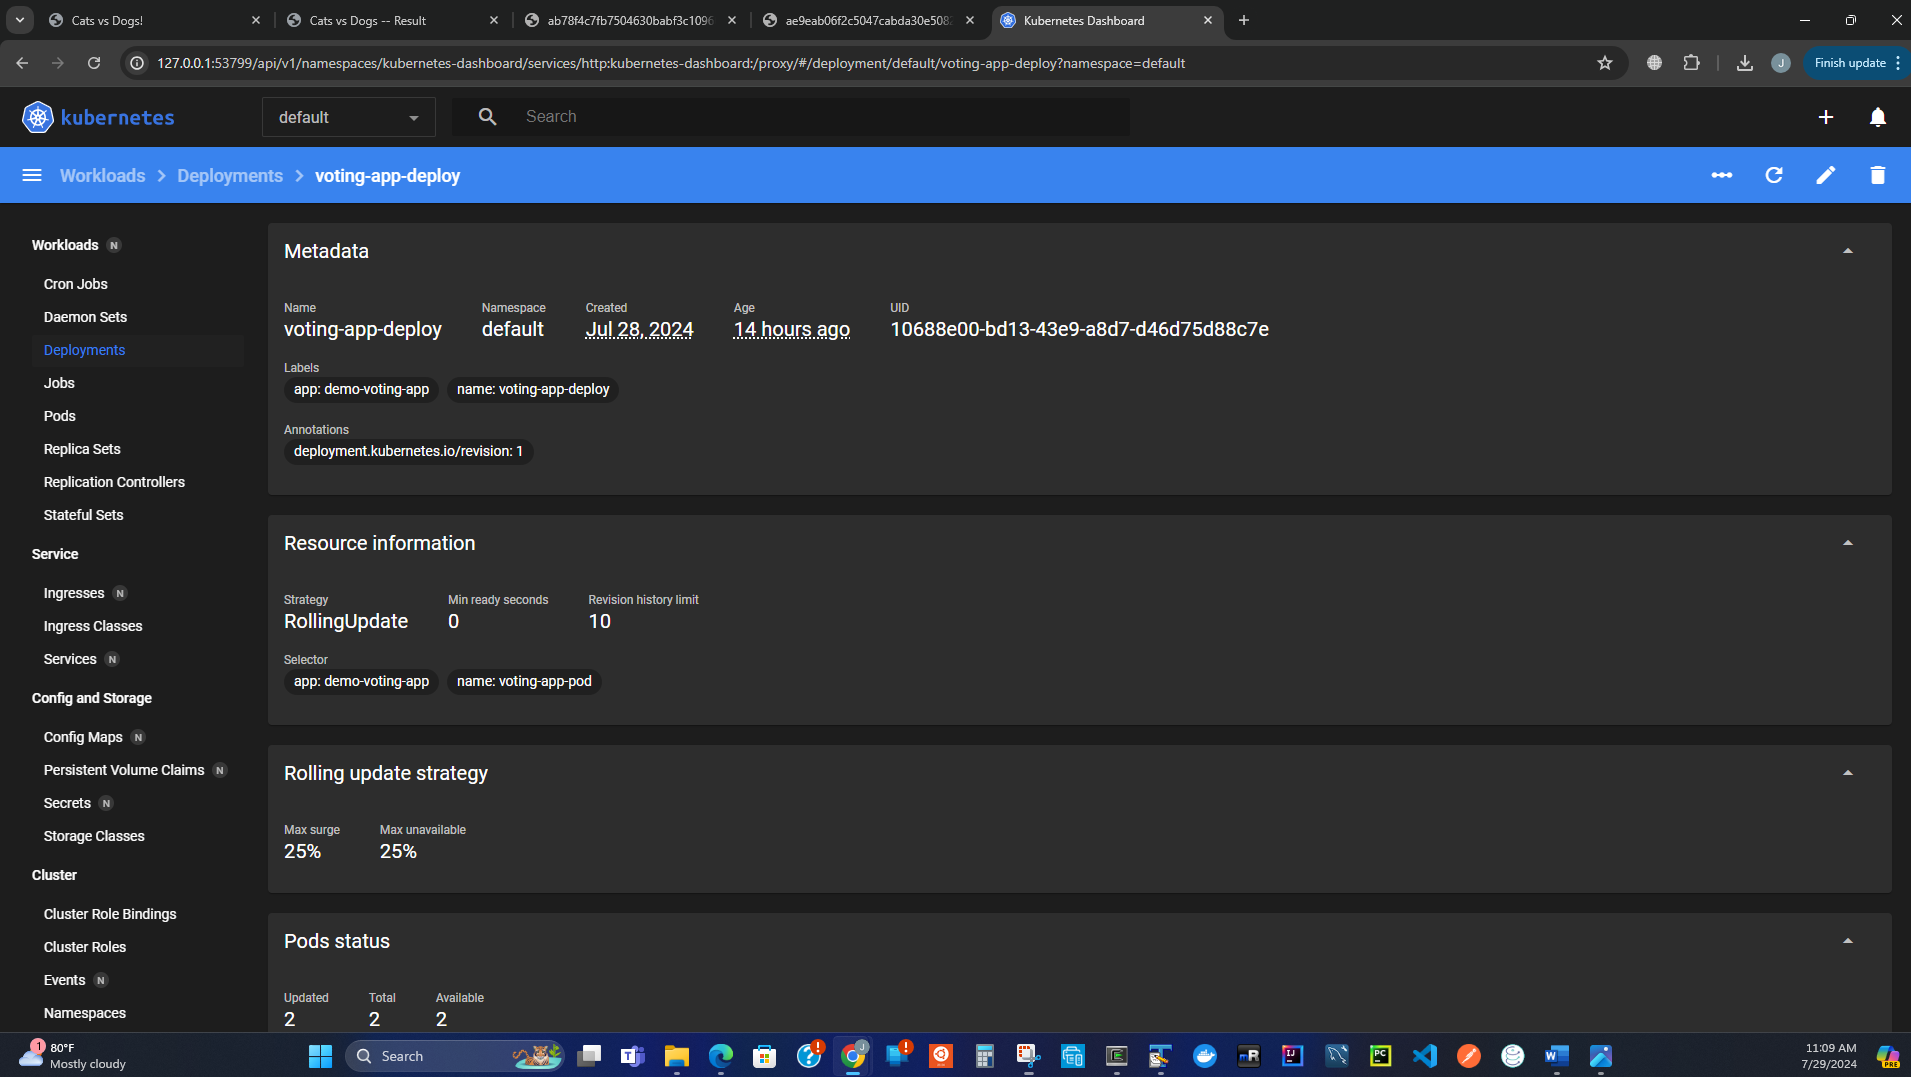 Cats vs Dogs!
Cats vs Dogs -- Result
ab78f4c7fb7504630babf3c1096
ae9eab06f2c5047cabda30e508
Kubernetes Dashboard
127.0.0.1:53799/api/v1/namespaces/kubernetes-dashboard/services/http:kubernetes-dashboard:/proxy/#/deployment/default/voting-app-deploy?namespace=default
J
Finish update
kubernetes
default
Search
Workloads > Deployments > voting-app-deploy
Workloads N
Cron Jobs
Daemon Sets
Deployments
Jobs
Pods
Replica Sets
Replication Controllers
Stateful Sets
Service
Ingresses N
Ingress Classes
Services N
Config and Storage
Config Maps N
Persistent Volume Claims N
Secrets N
Storage Classes
Cluster
Cluster Role Bindings
Cluster Roles
Events N
Namespaces
Metadata
Name Namespace Created Age UID
voting-app-deploy default Jul 28, 2024 14 hours ago 10688e00-bd13-43e9-a8d7-d46d75d88c7e
Labels
app: demo-voting-app name: voting-app-deploy
Annotations
deployment.kubernetes.io/revision: 1
Resource information
Strategy Min ready seconds Revision history limit
RollingUpdate 0 10
Selector
app: demo-voting-app name: voting-app-pod
Rolling update strategy
Max surge Max unavailable
25% 25%
Pods status
Updated Total Available
2 2 2
1
80°F
Mostly cloudy
Search
11:09 AM
7/29/2024